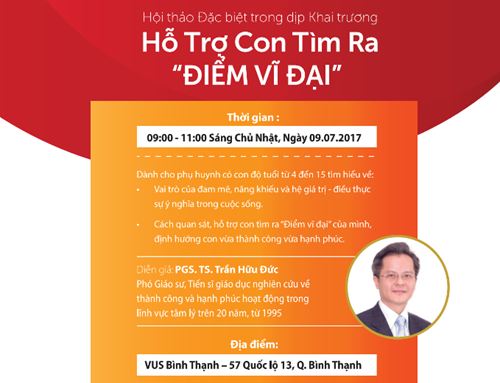 Hội thảo Đặc biệt trong dịp Khai trương
Hỗ Trợ Con Tìm Ra
“ĐIỂM VĨ ĐẠI”
Thời gian :
09:00 - 11:00 Sáng Chủ Nhật, Ngày 09.07.2017
Dành cho phụ huynh có con độ tuổi từ 4 đến 15 tìm hiểu về:
• Vai trò của đam mê, năng khiếu và hệ giá trị - điều thực
sự ý nghĩa trong cuộc sống.
• Cách quan sát, hỗ trợ con tìm ra “Điểm vĩ đại” của mình,
định hướng con vừa thành công vừa hạnh phúc.
Diễn giả: PGS. TS. Trần Hữu Đức
Phó Giáo sư, Tiến sĩ giáo dục nghiên cứu về
thành công và hạnh phúc hoạt động trong
lĩnh vực tâm lý trên 20 năm, từ 1995
Địa điểm:
VUS Bình Thạnh – 57 Quốc lộ 13, Q. Bình Thạnh